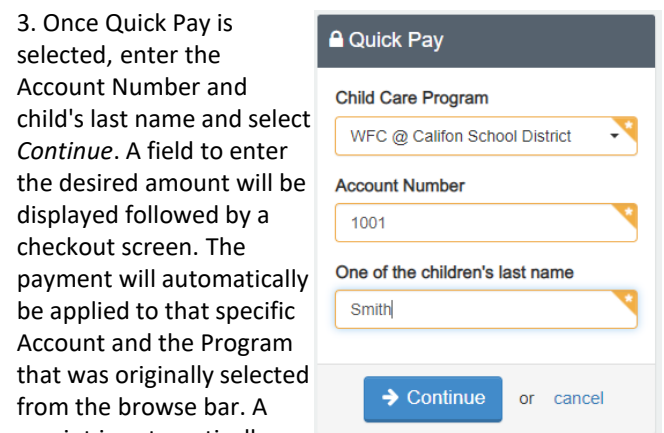 3. Once Quick Pay is
selected, enter the
Account Number and
child's last name and select
Continue. A field to enter
the desired amount will be
displayed followed by a
checkout screen. The
payment will automatically
be applied to that specific
Account and the Program
that was originally selected
from the browse bar. A
Quick Pay
Child Care Program
WFC @ Califon School District
Account Number
1001
One of the children's last name
Smith
Continue or cancel